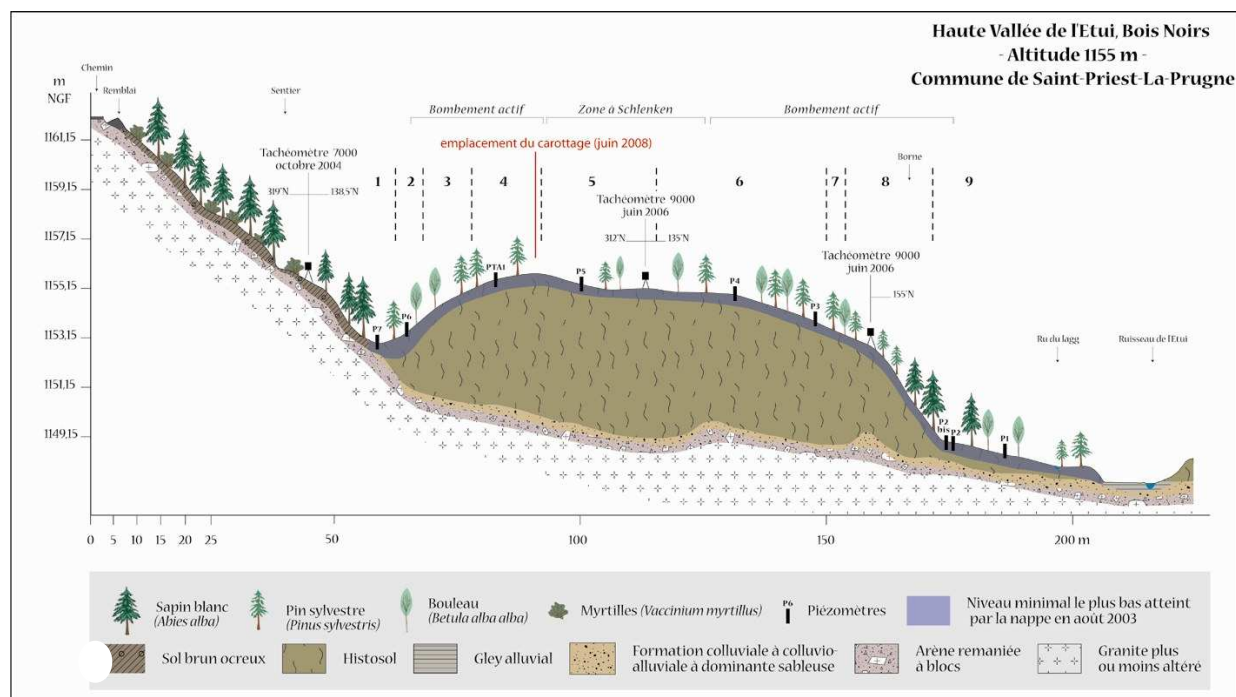 Haute Vallée de l'Etui, Bois Noirs
- Altitude 1155 m -
Commune de Saint-Priest-La-Prugne
m
NGF
Chemin
Remblai
Sentier
Bombement actif
Zone à Schlenken
Bombement actif
emplacement du carottage (juin 2008)
Borne
Tachéomètre 7000
octobre 2004
319°N
138,5°N
1
2
3
4
5
6
7
8
9
Tachéomètre 9000
juin 2006
312°N
135°N
Tachéomètre 9000
juin 2006
155°N
1161,15
1159,15
1157,15
1155,15
1153,15
1151,15
1149,15
P7
P6
PTA1
P5
P4
P3
P2
bis
P2
P1
Ru du lagg
Ruisseau de l'Etui
0 5 10 15 20 25 50 100 150 200 m
Sapin blanc
(Abies alba)
Pin sylvestre
(Pinus sylvestris)
Bouleau
(Betula alba alba)
Myrtilles (Vaccinium myrtillus)
P6
Piézomètres
Niveau minimal le plus bas atteint
par la nappe en août 2003
Sol brun ocreux
Histosol
Gley alluvial
Formation colluviale à colluvio-
alluviale à dominante sableuse
Arène remaniée
à blocs
Granite plus
ou moins altéré